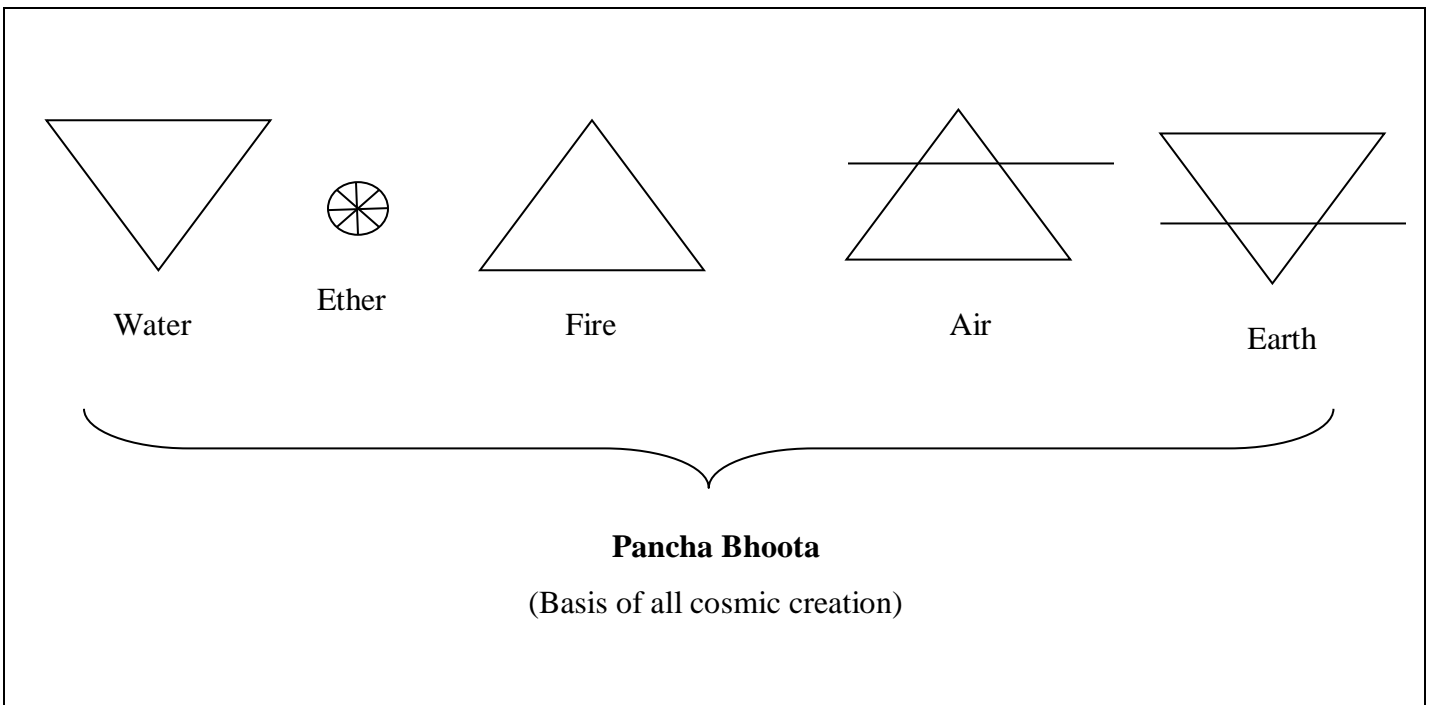 Water
Ether
Fire
Air
Earth
Pancha Bhoota
(Basis of all cosmic creation)